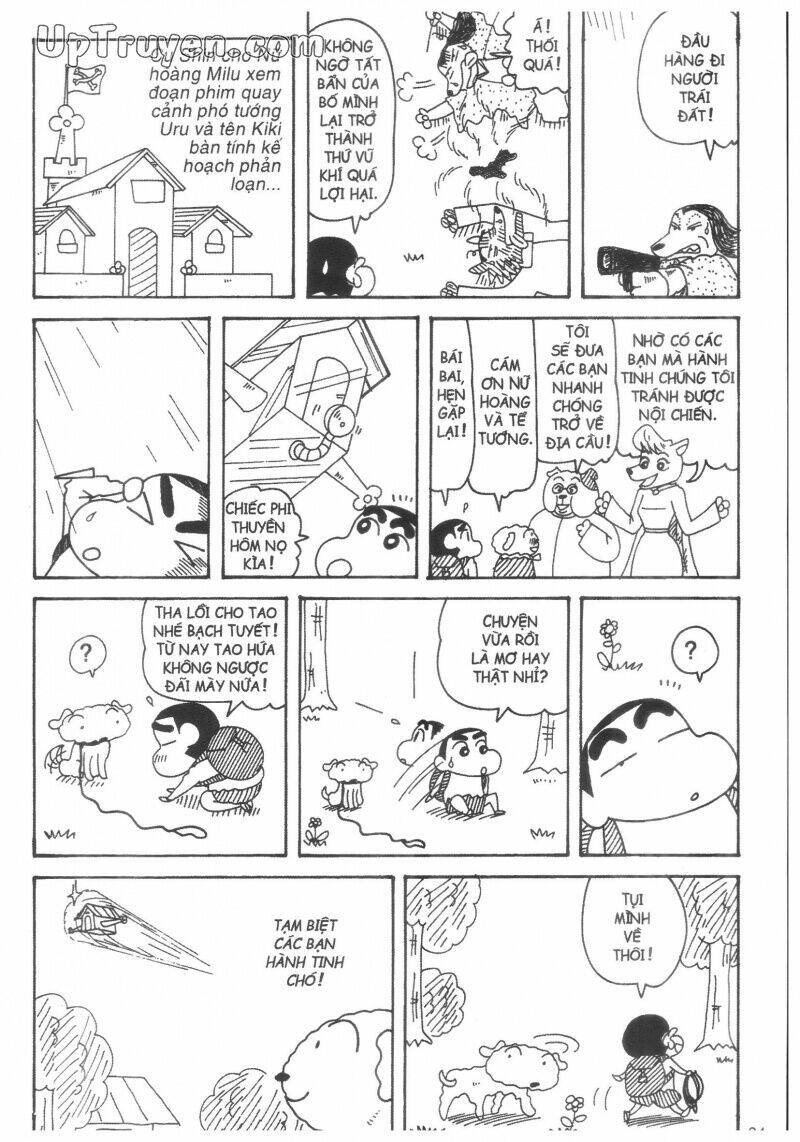 UpTruyen.com
ĐẦU
HÀNG ĐI
NGƯỜI
TRÁI
ĐẤT!
Á!
THỐI
QUÁ!
KHÔNG
NGỜ TẤT
BẨN CỦA
BỐ MÌNH
LẠI TRỞ
THÀNH
THỨ VŨ
KHÍ QUÁ
LỢI HẠI.
Shin cho Nữ
hoàng Milu xem
đoạn phim quay
cảnh phó tướng
Uru và tên Kiki
bàn tính kế
hoạch phản
loạn...
NHỜ CÓ CÁC
BẠN MÀ HÀNH
TINH CHÚNG TÔI
TRÁNH ĐƯỢC
NỘI CHIẾN.
TÔI
SẼ ĐƯA
CÁC BẠN
NHANH
CHÓNG
TRỞ VỀ
ĐỊA CẦU!
CÁM
ƠN NỮ
HOÀNG
VÀ TỂ
TƯỚNG.
BÁI
BAI,
HẸN
GẶP
LẠI!
CHIẾC PHI
THUYỀN
HÔM NỌ
KÌA!
?
CHUYỆN
VỪA RỒI
LÀ MƠ HAY
THẬT NHỈ?
THA LỖI CHO TAO
NHÉ BẠCH TUYẾT!
TỪ NAY TAO HỨA
KHÔNG NGƯỢC
ĐÃI MÀY NỮA!
?
TỤI
MÌNH
VỀ
THÔI!
TẠM BIỆT
CÁC BẠN
HÀNH TINH
CHÓ!